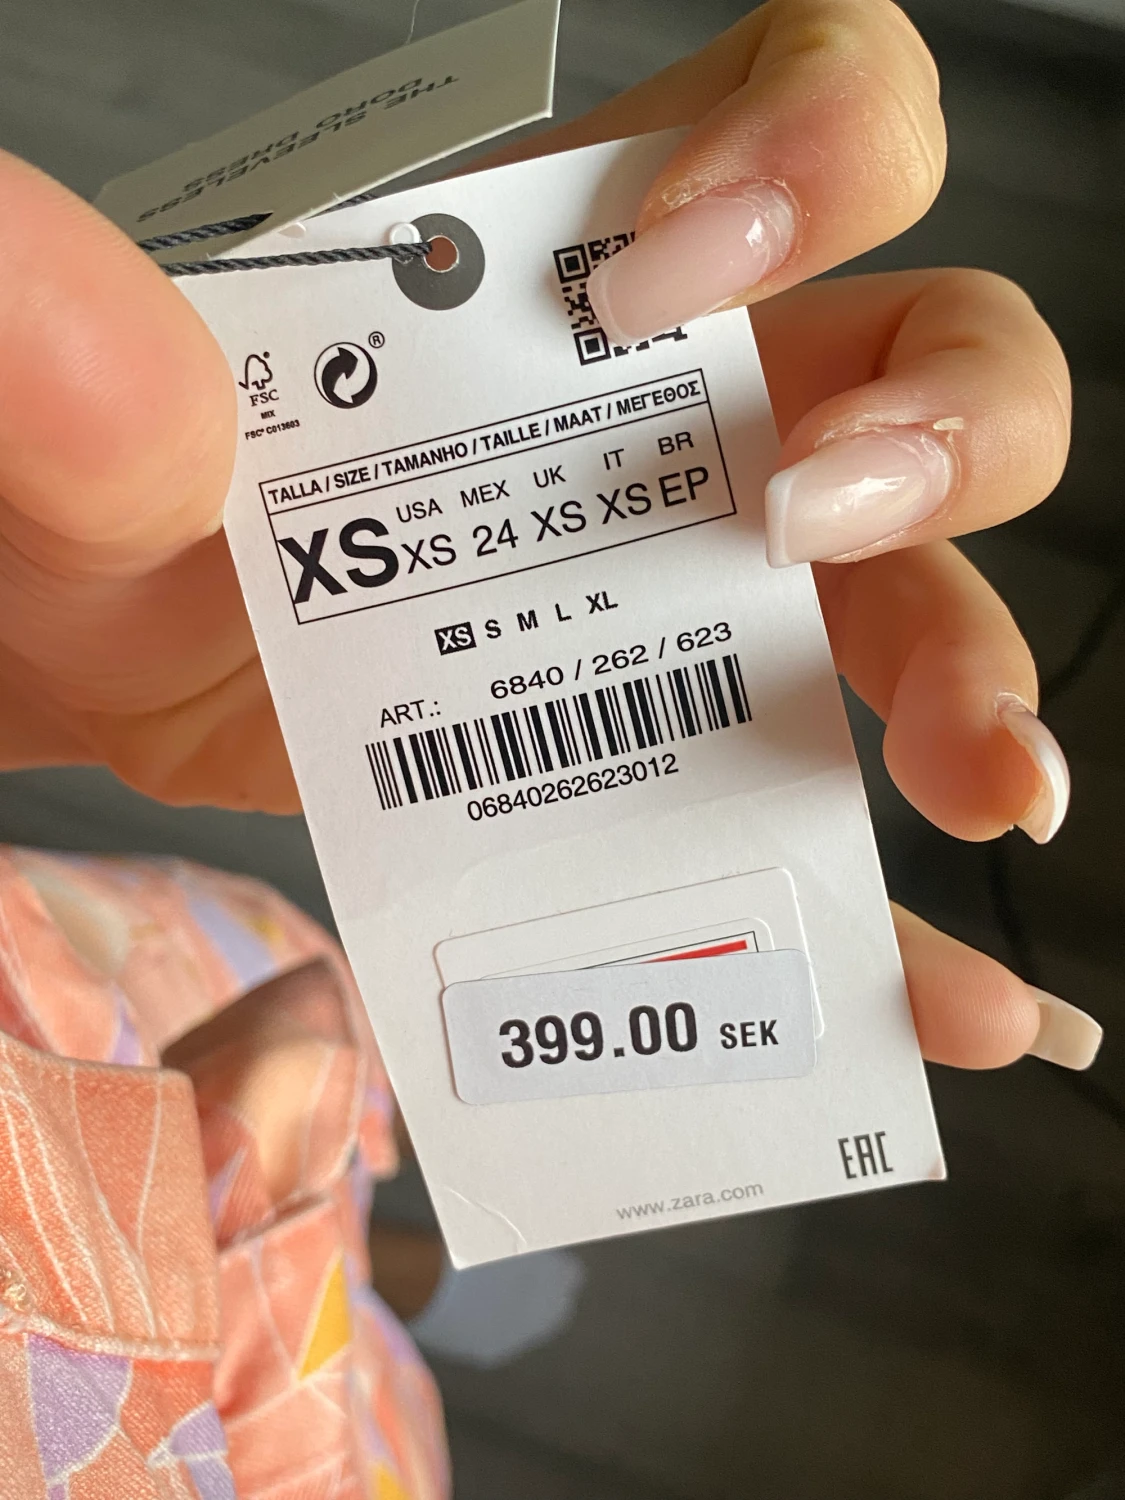 THE SLEEVELESS
DORO DRESS
FSC
MIX
FSC® C013603
®
TALLA / SIZE / TAMANHO / TAILLE / MAAT / ΜΕΓΕΘΟΣ
USA MEX UK IT BR
XS XS 24 XS XS EP
XS S M L XL
ART.: 6840 / 262 / 623
06840262623012
399.00 SEK
EAC
www.zara.com